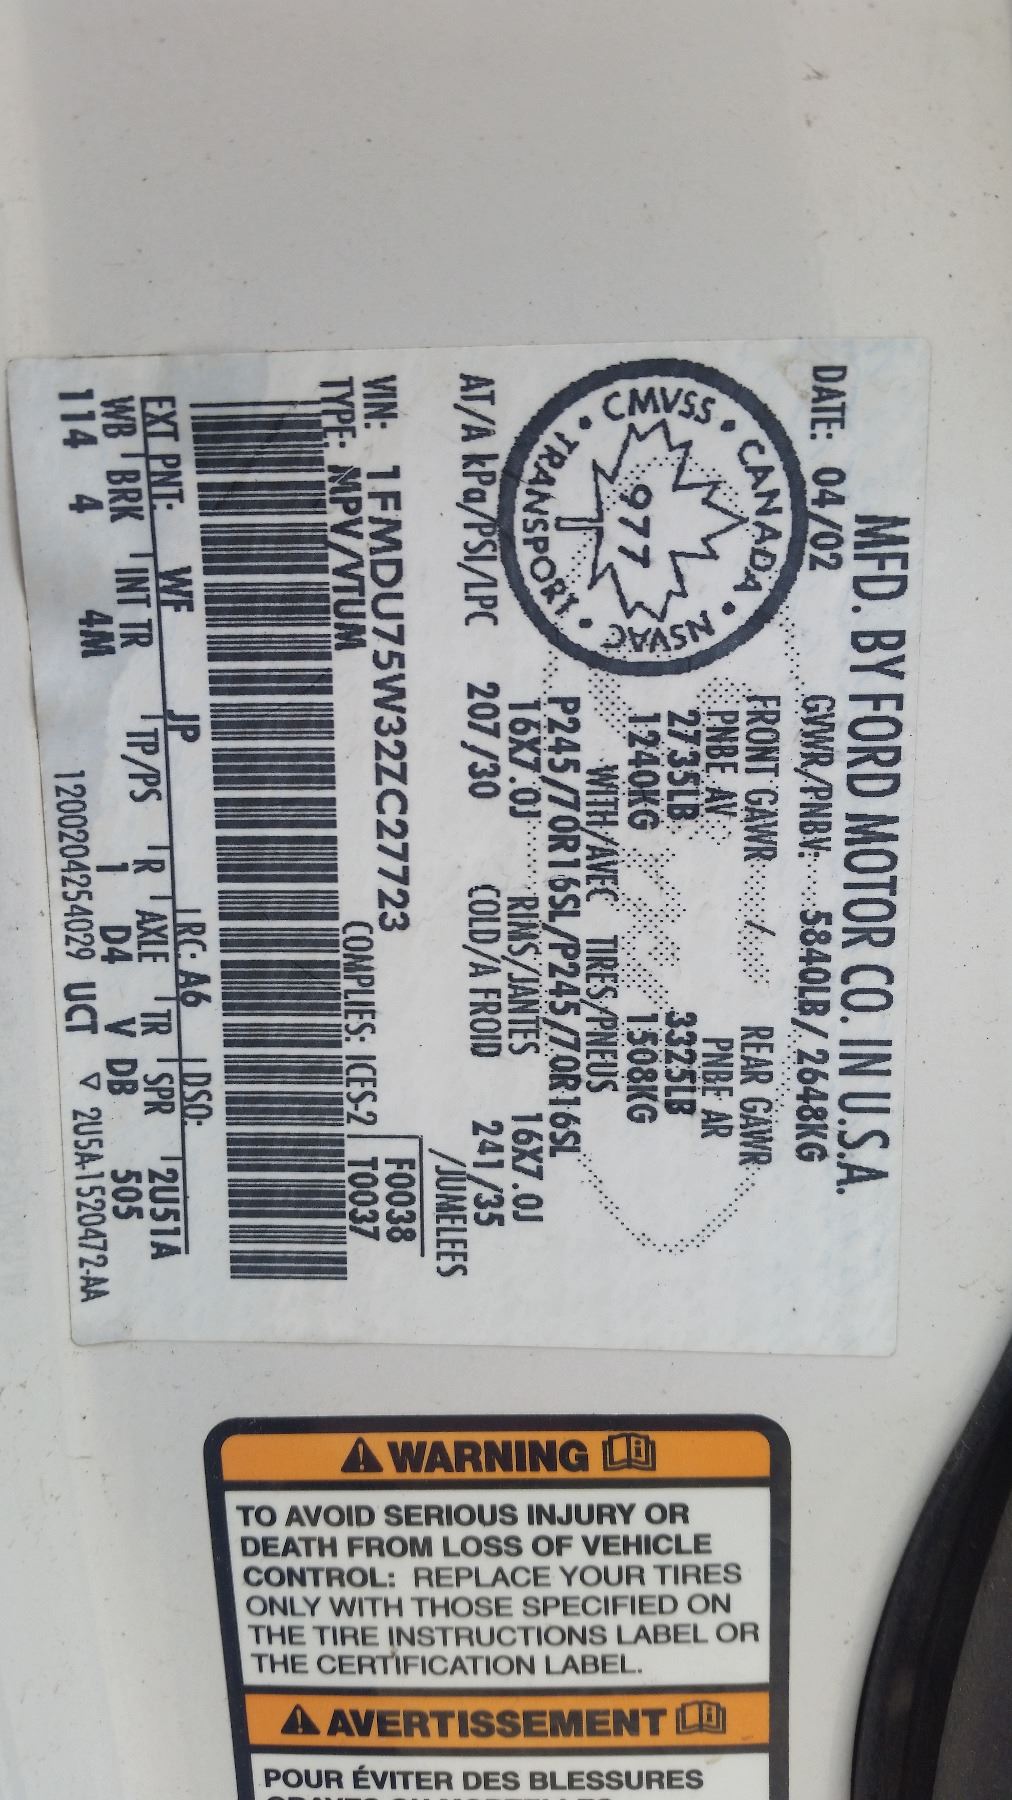 MFD. BY FORD MOTOR CO. IN U.S.A.
DATE: 04/02 GVWR/PNBV: 5840LB/ 2648KG
FRONT GAWR / REAR GAWR
PNBE AV PNBE AR
2735LB 3325LB
1240KG 1508KG
WITH/AVEC TIRES/PNEUS
P245/70R16SL/P245/70R16SL
16X7.0J RIMS/JANTES 16X7.0J
AT/A kPa/PSI/LPC 207/30 COLD/A FROID 241/35
/JUMELEES
CMVSS • CANADA • NSVAC • TRANSPORT •
977
VIN: 1FMDU75W32ZC27723 F0038
TYPE: MPV/VTUM COMPLIES: ICES-2 T0037
EXT PNT: WF JP RC: A6 DSO:
WB BRK INT TR TP/PS R AXLE TR SPR 2U51A
114 4 4M 1 D4 V DB 505
1200204254029 UCT ▽ 2U5A-1520472-AA
⚠ WARNING
TO AVOID SERIOUS INJURY OR
DEATH FROM LOSS OF VEHICLE
CONTROL: REPLACE YOUR TIRES
ONLY WITH THOSE SPECIFIED ON
THE TIRE INSTRUCTIONS LABEL OR
THE CERTIFICATION LABEL.
⚠ AVERTISSEMENT
POUR ÉVITER DES BLESSURES